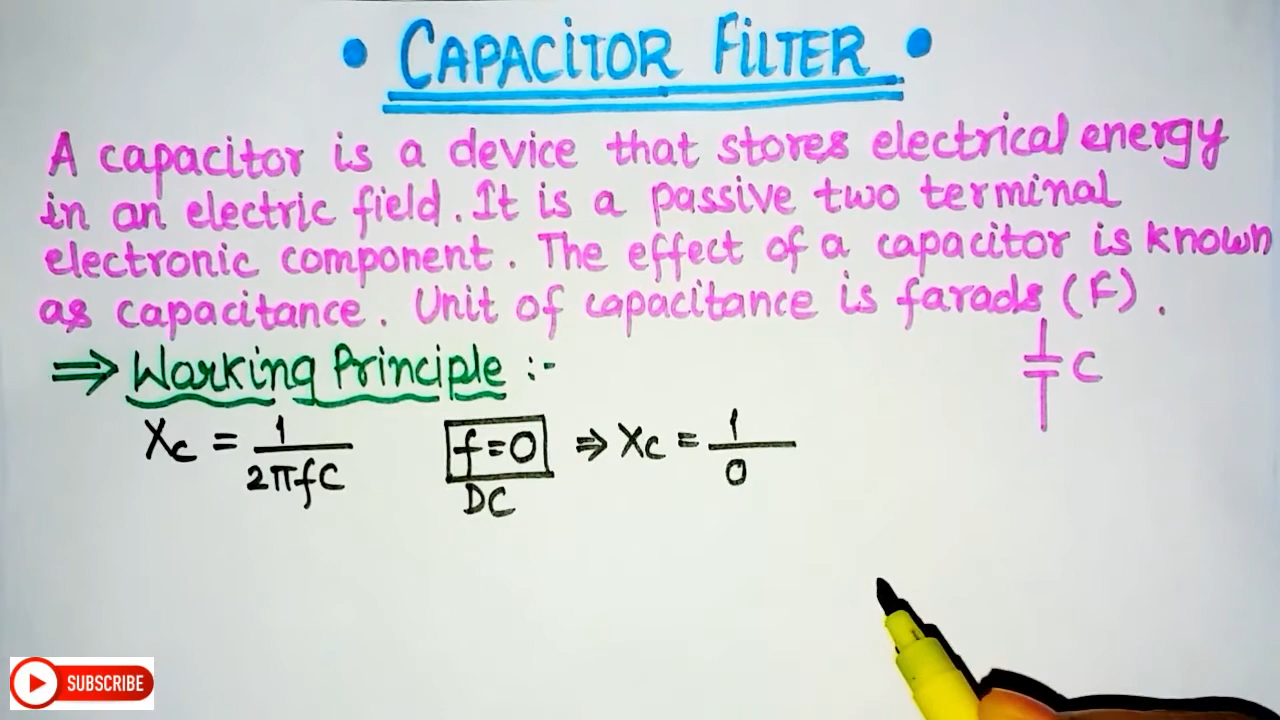 • CAPACITOR FILTER •
A capacitor is a device that stores electrical energy
in an electric field. It is a passive two terminal
electronic component. The effect of a capacitor is known
as capacitance. Unit of capacitance is farads (F).
⇒ Working Principle :-
C
Xc = 1/2πfC   f=0 ⇒ Xc = 1/0
DC
SUBSCRIBE